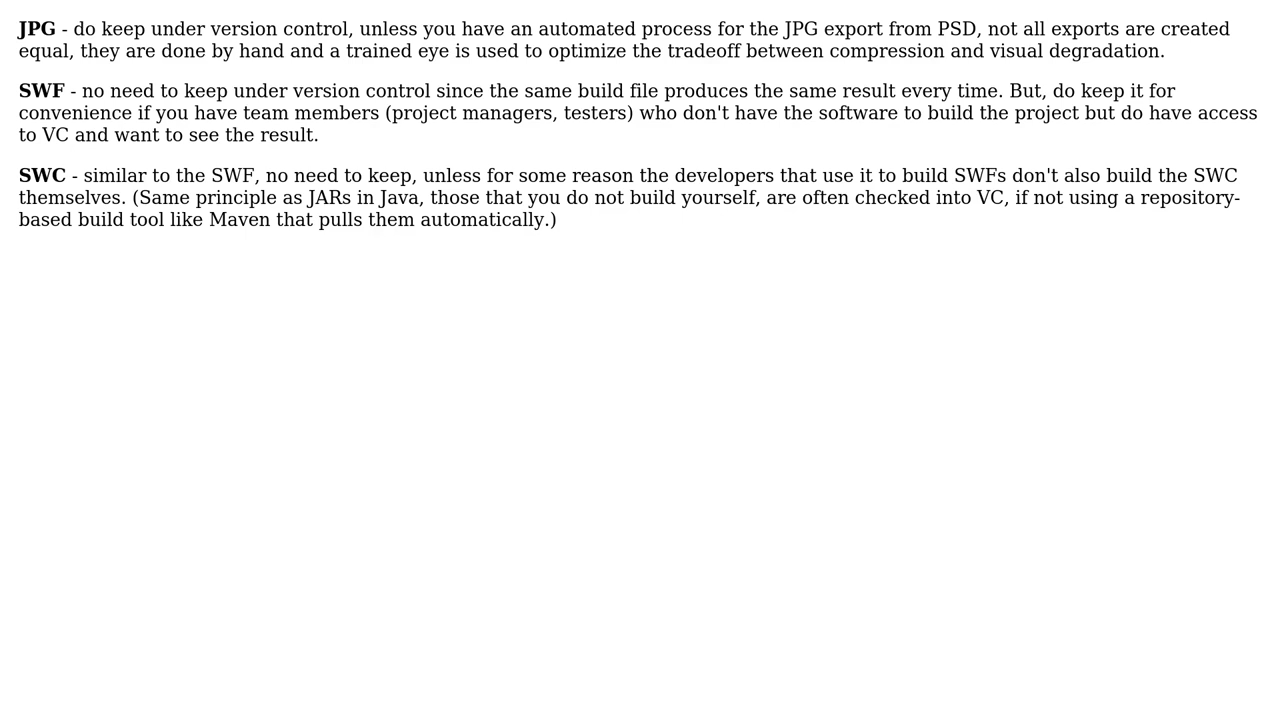 JPG - do keep under version control, unless you have an automated process for the JPG export from PSD, not all exports are created
equal, they are done by hand and a trained eye is used to optimize the tradeoff between compression and visual degradation.
SWF - no need to keep under version control since the same build file produces the same result every time. But, do keep it for
convenience if you have team members (project managers, testers) who don't have the software to build the project but do have access
to VC and want to see the result.
SWC - similar to the SWF, no need to keep, unless for some reason the developers that use it to build SWFs don't also build the SWC
themselves. (Same principle as JARs in Java, those that you do not build yourself, are often checked into VC, if not using a repository-
based build tool like Maven that pulls them automatically.)